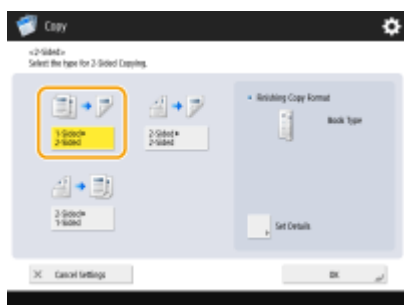 Copy
<2-Sided>
Select the type for 2-Sided Copying.
1-Sided▶
2-Sided
2-Sided▶
2-Sided
2-Sided▶
1-Sided
Finishing Copy Format
Book Type
Set Details
Cancel Settings
OK